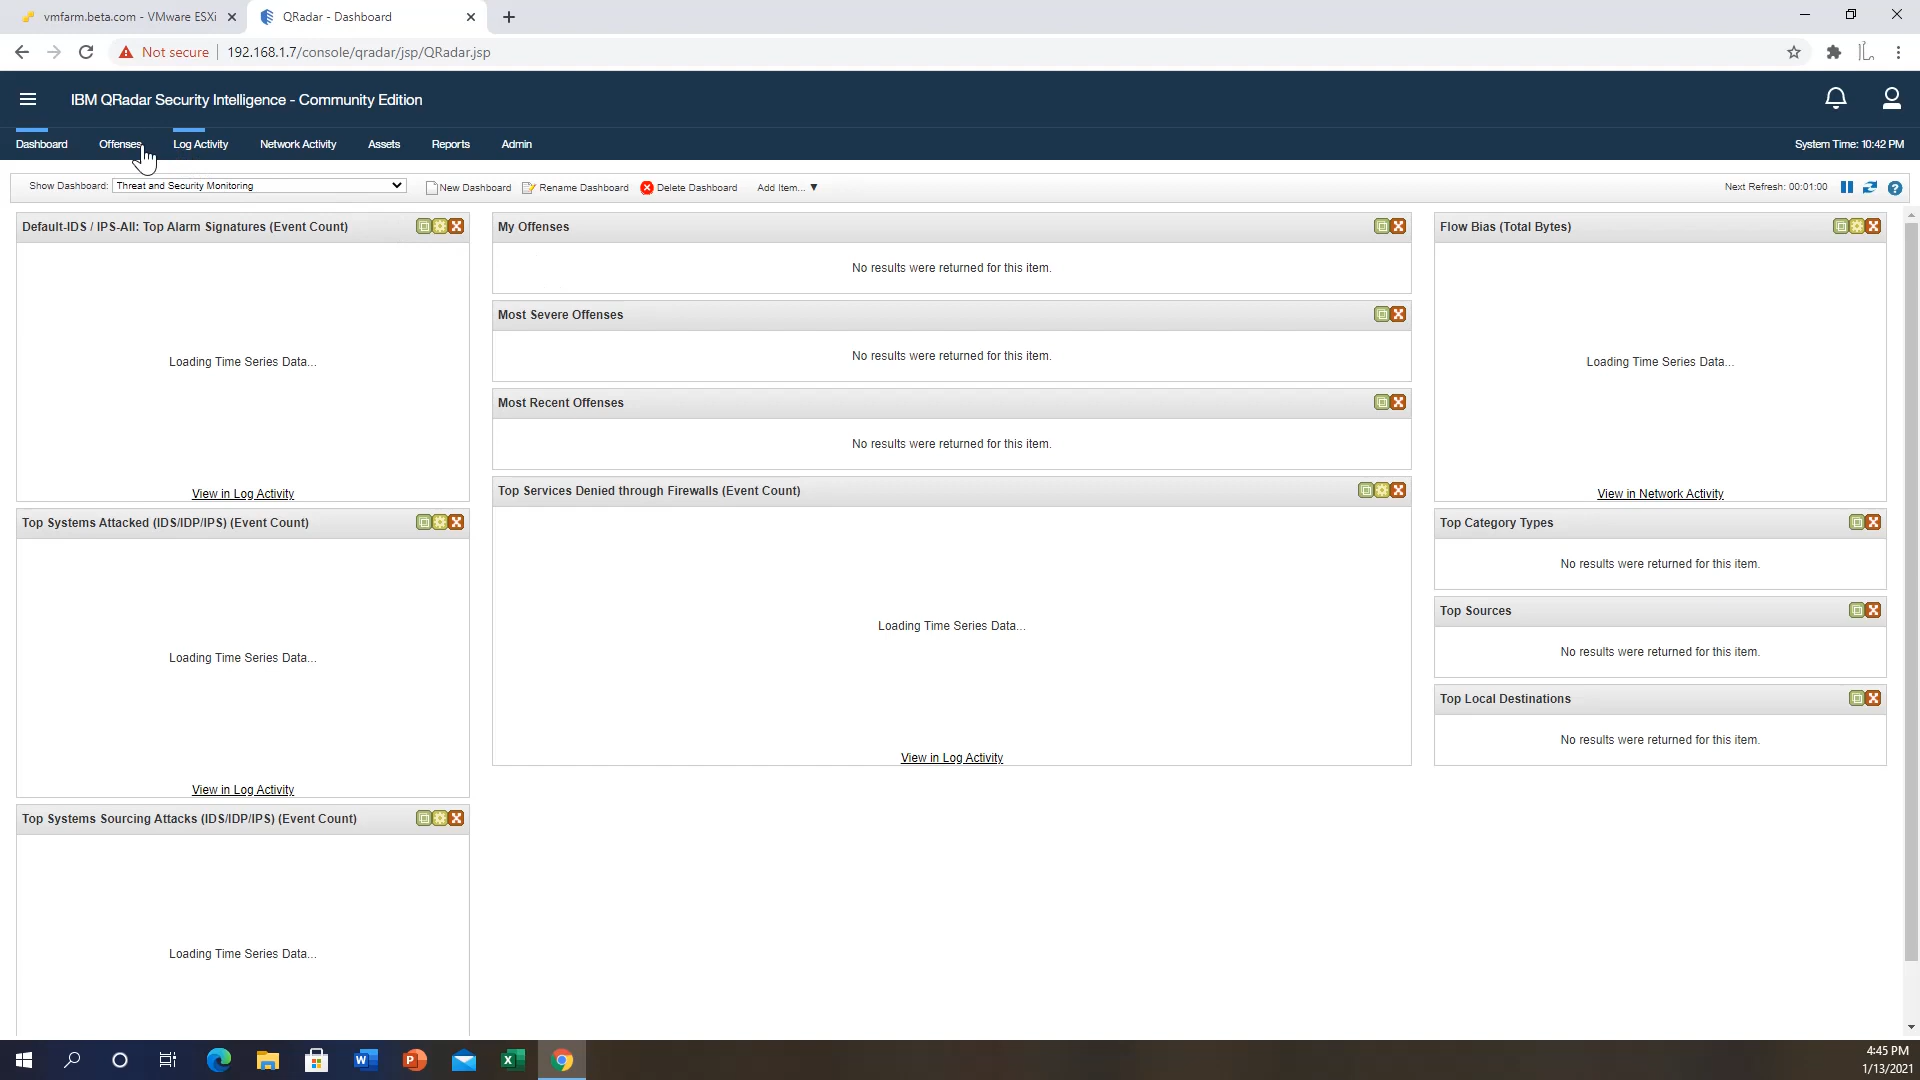 vmfarm.beta.com - VMware ESXi
QRadar - Dashboard
Not secure
192.168.1.7/console/qradar/jsp/QRadar.jsp
IBM QRadar Security Intelligence - Community Edition
Dashboard
Offenses
Log Activity
Network Activity
Assets
Reports
Admin
System Time: 10:42 PM
Show Dashboard:
Threat and Security Monitoring
New Dashboard
Rename Dashboard
Delete Dashboard
Add Item...
Next Refresh: 00:01:00
Default-IDS / IPS-All: Top Alarm Signatures (Event Count)
Loading Time Series Data...
View in Log Activity
Top Systems Attacked (IDS/IDP/IPS) (Event Count)
Loading Time Series Data...
View in Log Activity
Top Systems Sourcing Attacks (IDS/IDP/IPS) (Event Count)
Loading Time Series Data...
My Offenses
No results were returned for this item.
Most Severe Offenses
No results were returned for this item.
Most Recent Offenses
No results were returned for this item.
Top Services Denied through Firewalls (Event Count)
Loading Time Series Data...
View in Log Activity
Flow Bias (Total Bytes)
Loading Time Series Data...
View in Network Activity
Top Category Types
No results were returned for this item.
Top Sources
No results were returned for this item.
Top Local Destinations
No results were returned for this item.
4:45 PM
1/13/2021